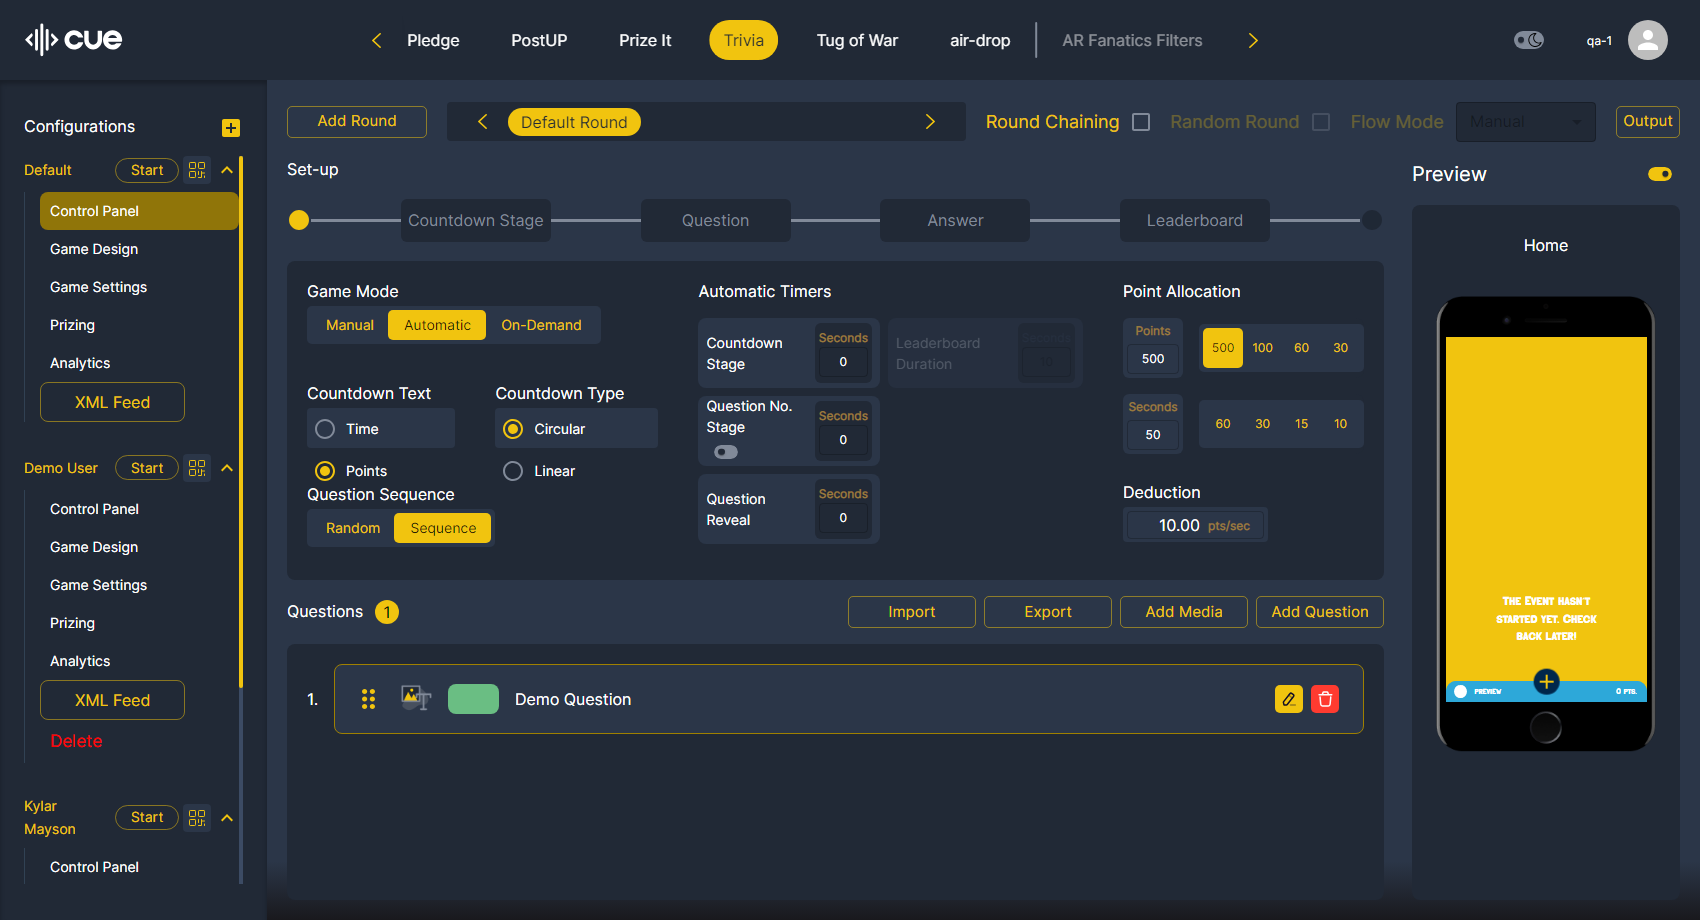 cue
Pledge
PostUP
Prize It
Trivia
Tug of War
air-drop
AR Fanatics Filters
qa-1
Configurations
Default
Start
Control Panel
Game Design
Game Settings
Prizing
Analytics
XML Feed
Demo User
Start
Control Panel
Game Design
Game Settings
Prizing
Analytics
XML Feed
Delete
Kylar
Mayson
Start
Control Panel
Add Round
Default Round
Round Chaining
Random Round
Flow Mode
Manual
Output
Set-up
Countdown Stage
Question
Answer
Leaderboard
Game Mode
Manual
Automatic
On-Demand
Countdown Text
Time
Points
Countdown Type
Circular
Linear
Question Sequence
Random
Sequence
Automatic Timers
Countdown
Stage
Seconds
0
Leaderboard
Duration
Seconds
10
Question No.
Stage
Seconds
0
Question
Reveal
Seconds
0
Point Allocation
Points
500
500
100
60
30
Seconds
50
60
30
15
10
Deduction
10.00 pts/sec
Questions 1
Import
Export
Add Media
Add Question
1.
Demo Question
Preview
Home
The Event hasn't
started yet. Check
back later!
PREVIEW
0 PTS.